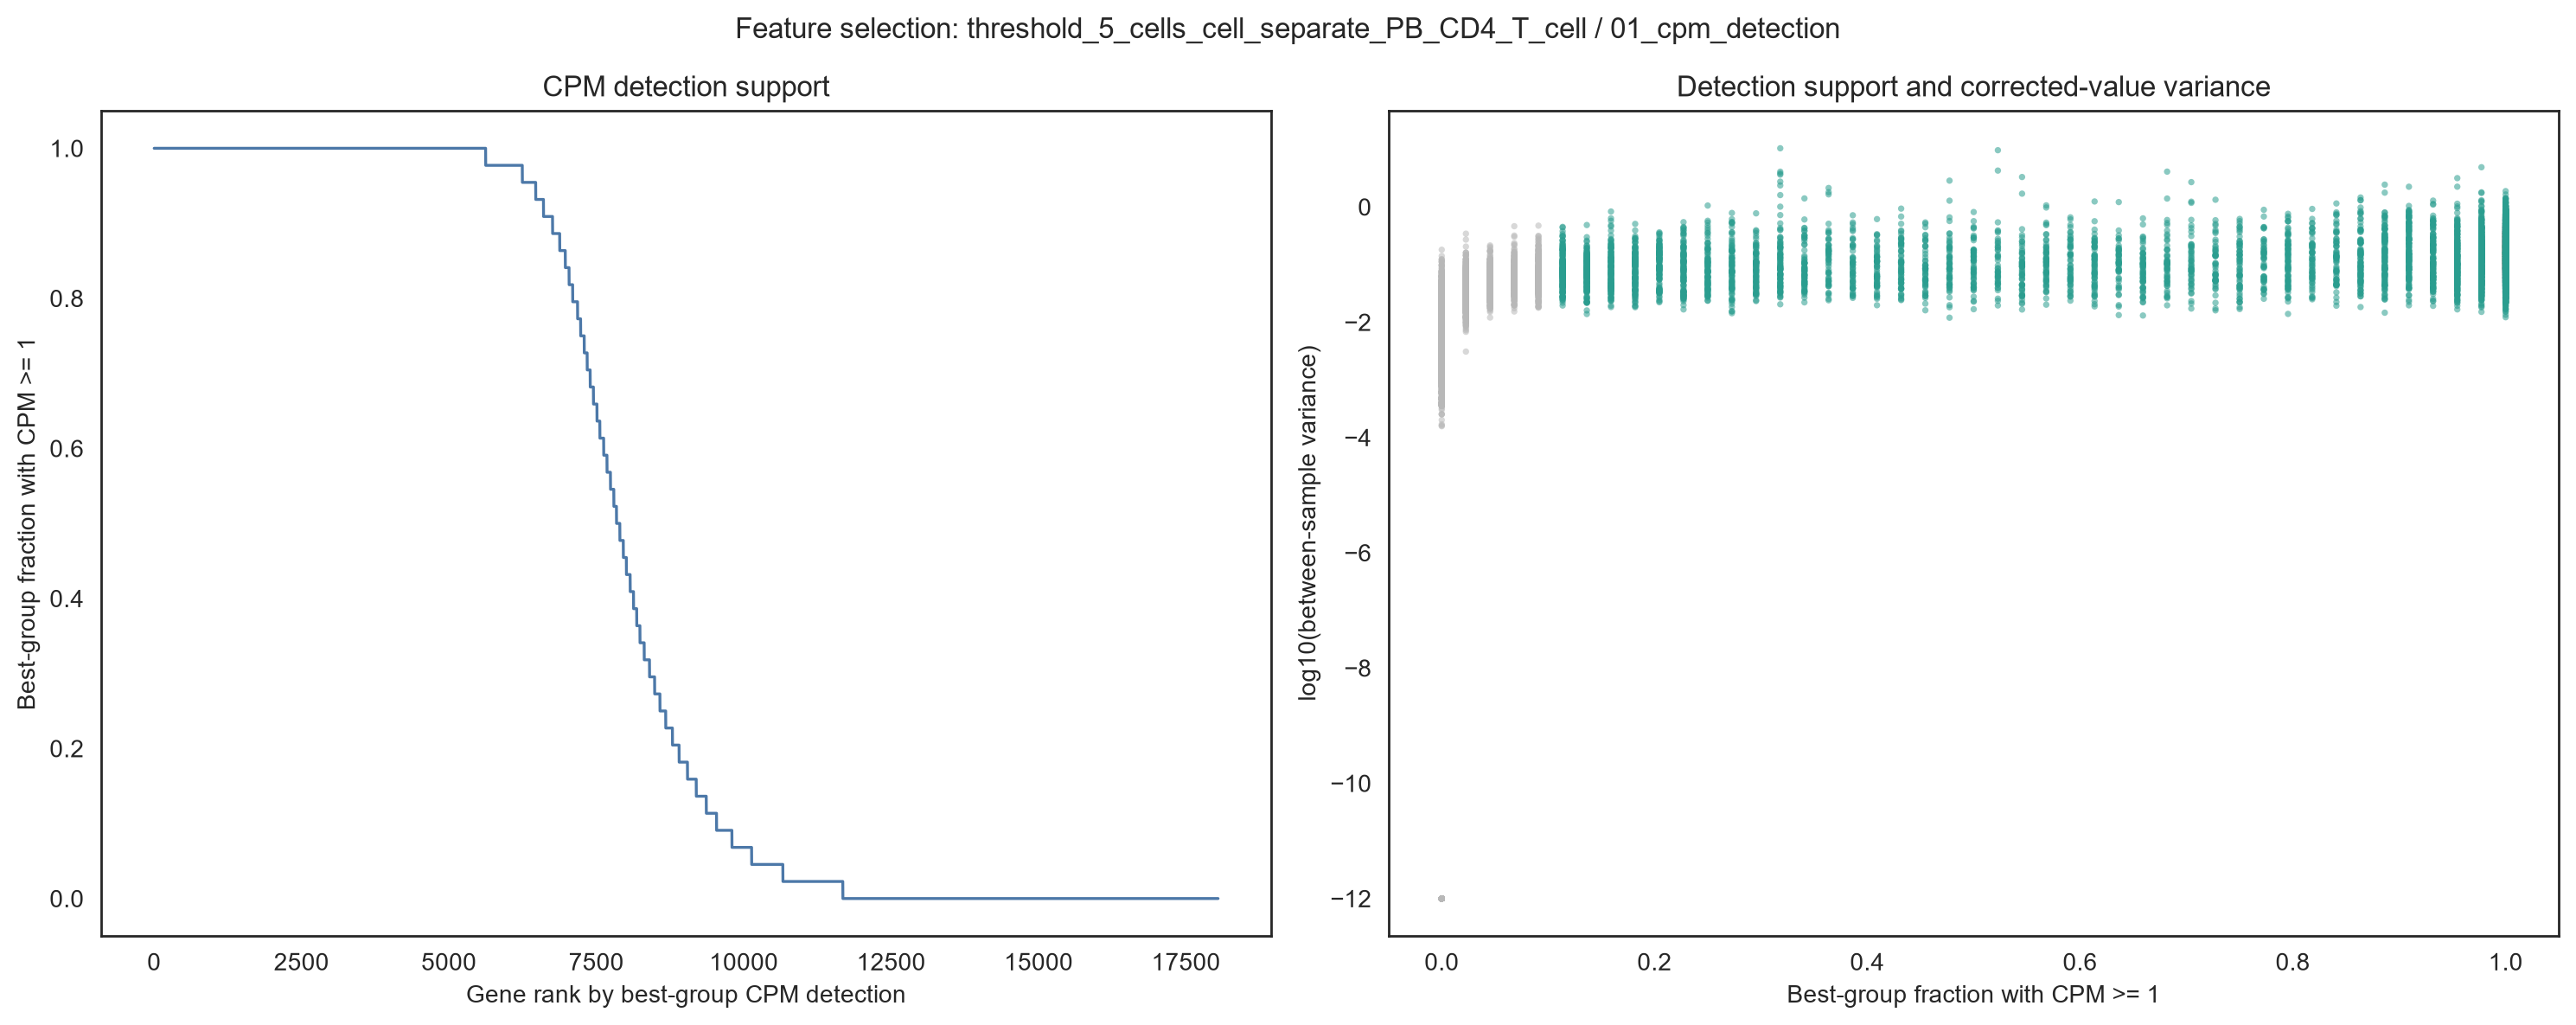 Feature selection: threshold_5_cells_cell_separate_PB_CD4_T_cell / 01_cpm_detection
CPM detection support
Best-group fraction with CPM >= 1
1.0
0.8
0.6
0.4
0.2
0.0
0 2500 5000 7500 10000 12500 15000 17500
Gene rank by best-group CPM detection
Detection support and corrected-value variance
log10(between-sample variance)
0
−2
−4
−6
−8
−10
−12
0.0 0.2 0.4 0.6 0.8 1.0
Best-group fraction with CPM >= 1